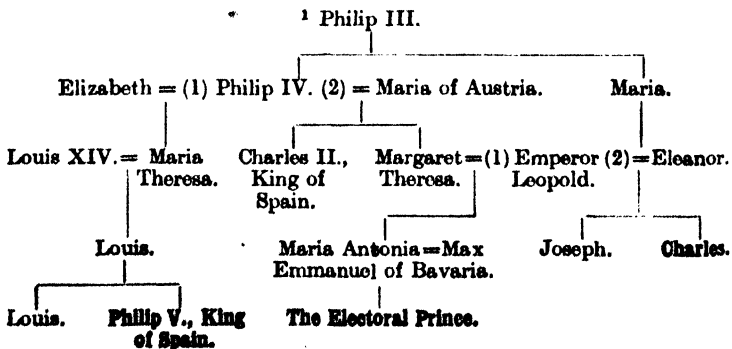 ¹ Philip III.
Elizabeth = (1) Philip IV. (2) = Maria of Austria. Maria.
Louis XIV. = Maria Charles II., Margaret = (1) Emperor (2) = Eleanor.
Theresa. King of Theresa. Leopold.
Spain.
Louis. Maria Antonia = Max Joseph. Charles.
Emmanuel of Bavaria.
Louis. Philip V., King The Electoral Prince.
of Spain.